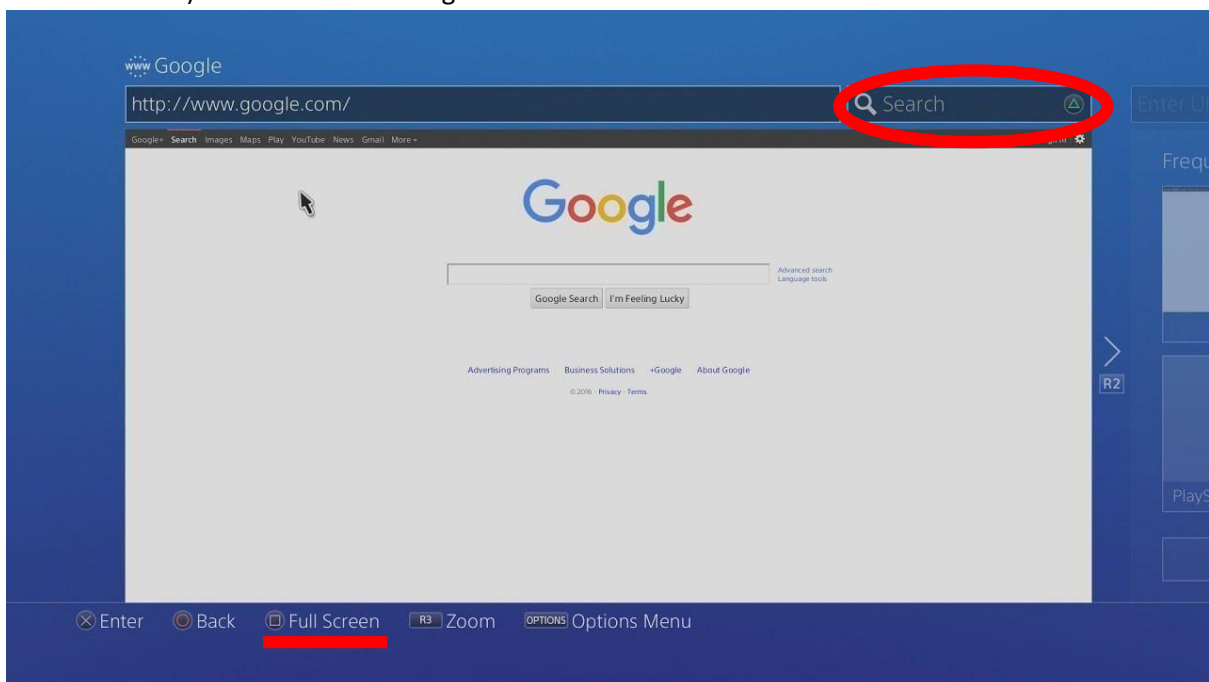 www Google
http://www.google.com/
Search
Google+ Search Images Maps Play YouTube News Gmail More
Frequ
Google
Advanced search
Language tools
Google Search I'm Feeling Lucky
Advertising Programs Business Solutions +Google About Google
© 2016 - Privacy - Terms
R2
PlayS
Enter Back Full Screen R3 Zoom OPTIONS Options Menu